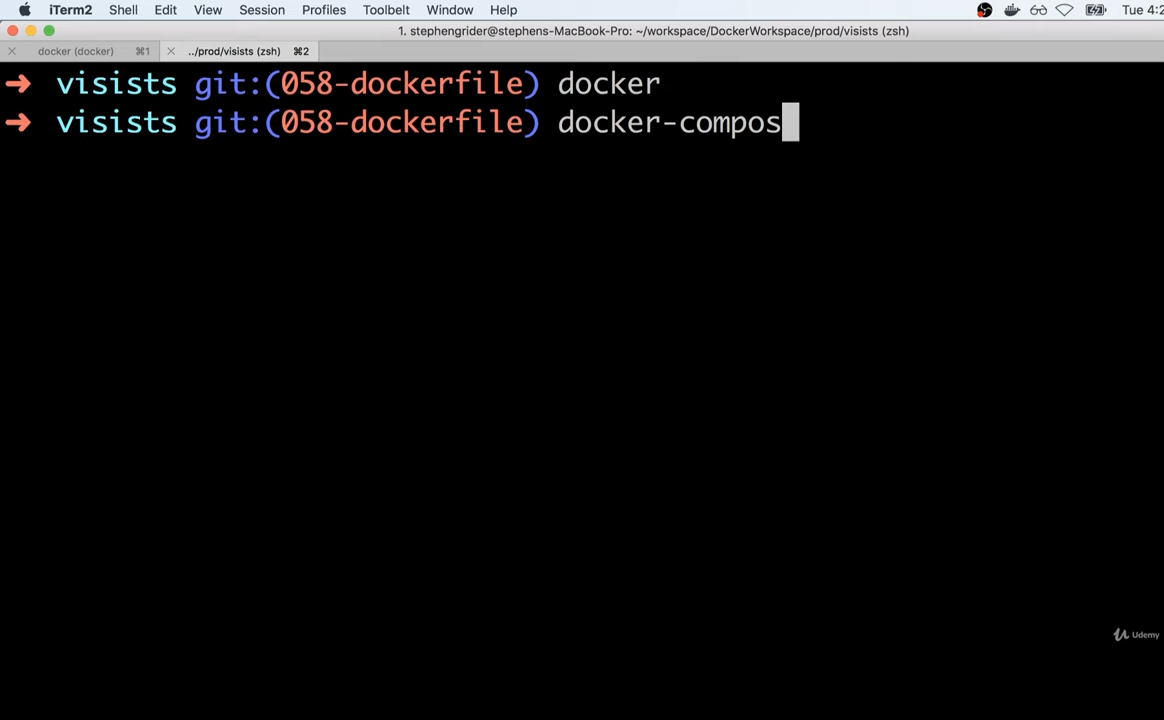 iTerm2 Shell Edit View Session Profiles Toolbelt Window Help Tue 4:2
1. stephengrider@stephens-MacBook-Pro: ~/workspace/DockerWorkspace/prod/visists (zsh)
docker (docker) ⌘1 ../prod/visists (zsh) ⌘2
➜ visists git:(058-dockerfile) docker
➜ visists git:(058-dockerfile) docker-compos
Udemy